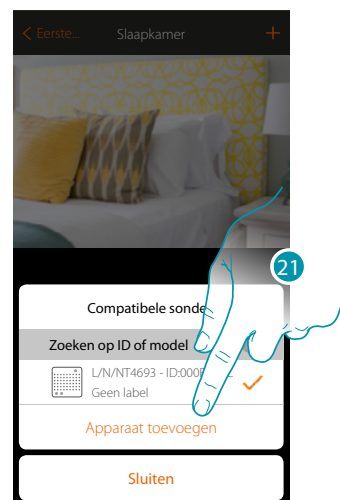 < Eerste... Slaapkamer +
21
Compatibele sonde
Zoeken op ID of model
L/N/NT4693 - ID:000
Geen label
Apparaat toevoegen
Sluiten